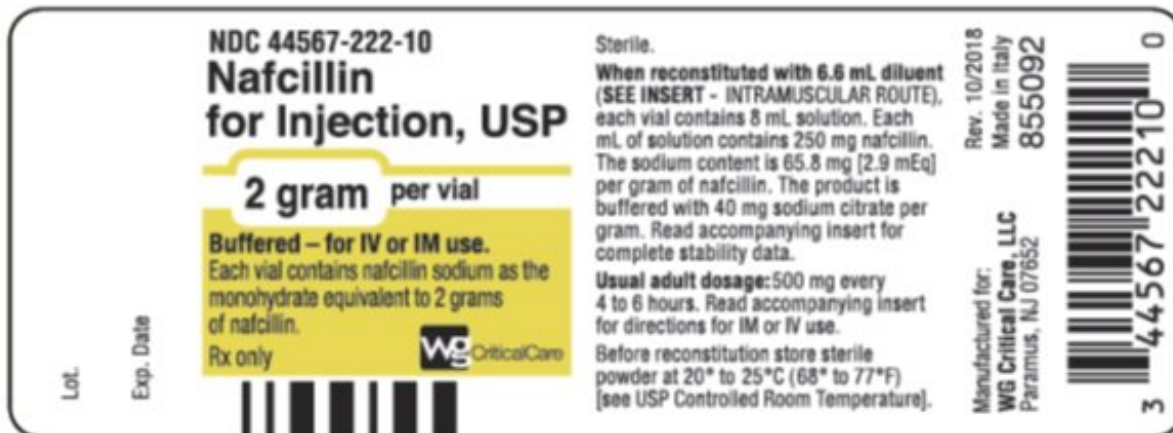 Lot.
Exp. Date
NDC 44567-222-10
Nafcillin
for Injection, USP
2 gram per vial
Buffered – for IV or IM use.
Each vial contains nafcillin sodium as the
monohydrate equivalent to 2 grams
of nafcillin.
Rx only
wg CriticalCare
Sterile.
When reconstituted with 6.6 mL diluent
(SEE INSERT - INTRAMUSCULAR ROUTE),
each vial contains 8 mL solution. Each
mL of solution contains 250 mg nafcillin.
The sodium content is 65.8 mg [2.9 mEq]
per gram of nafcillin. The product is
buffered with 40 mg sodium citrate per
gram. Read accompanying insert for
complete stability data.
Usual adult dosage: 500 mg every
4 to 6 hours. Read accompanying insert
for directions for IM or IV use.
Before reconstitution store sterile
powder at 20° to 25°C (68° to 77°F)
[see USP Controlled Room Temperature].
Manufactured for:
WG Critical Care, LLC
Paramus, NJ 07652
Rev. 10/2018
Made in Italy
855092
3 44567 22210 0